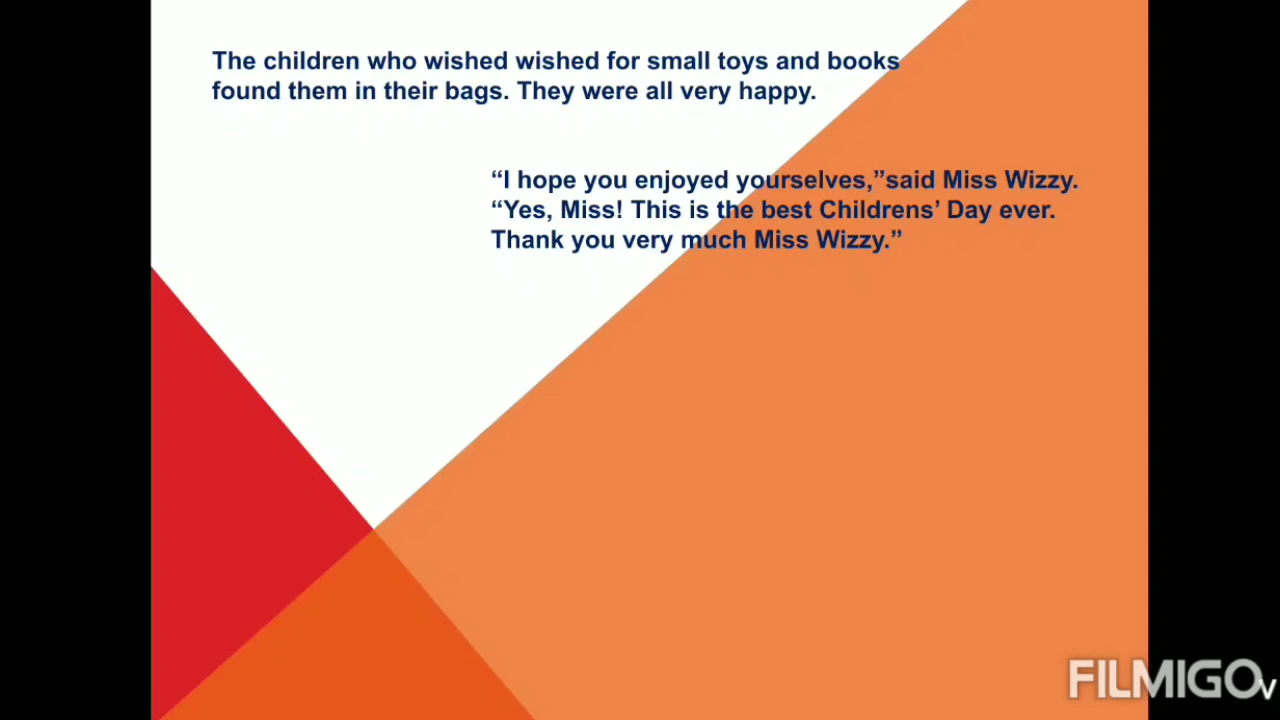 The children who wished wished for small toys and books
found them in their bags. They were all very happy.
“I hope you enjoyed yourselves,”said Miss Wizzy.
“Yes, Miss! This is the best Childrens’ Day ever.
Thank you very much Miss Wizzy.”
FILMIGO
v